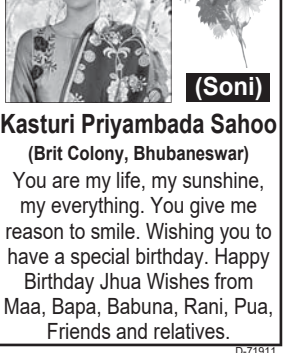 (Soni)
Kasturi Priyambada Sahoo
(Brit Colony, Bhubaneswar)
You are my life, my sunshine,
my everything. You give me
reason to smile. Wishing you to
have a special birthday. Happy
Birthday Jhua Wishes from
Maa, Bapa, Babuna, Rani, Pua,
Friends and relatives.
D-71911